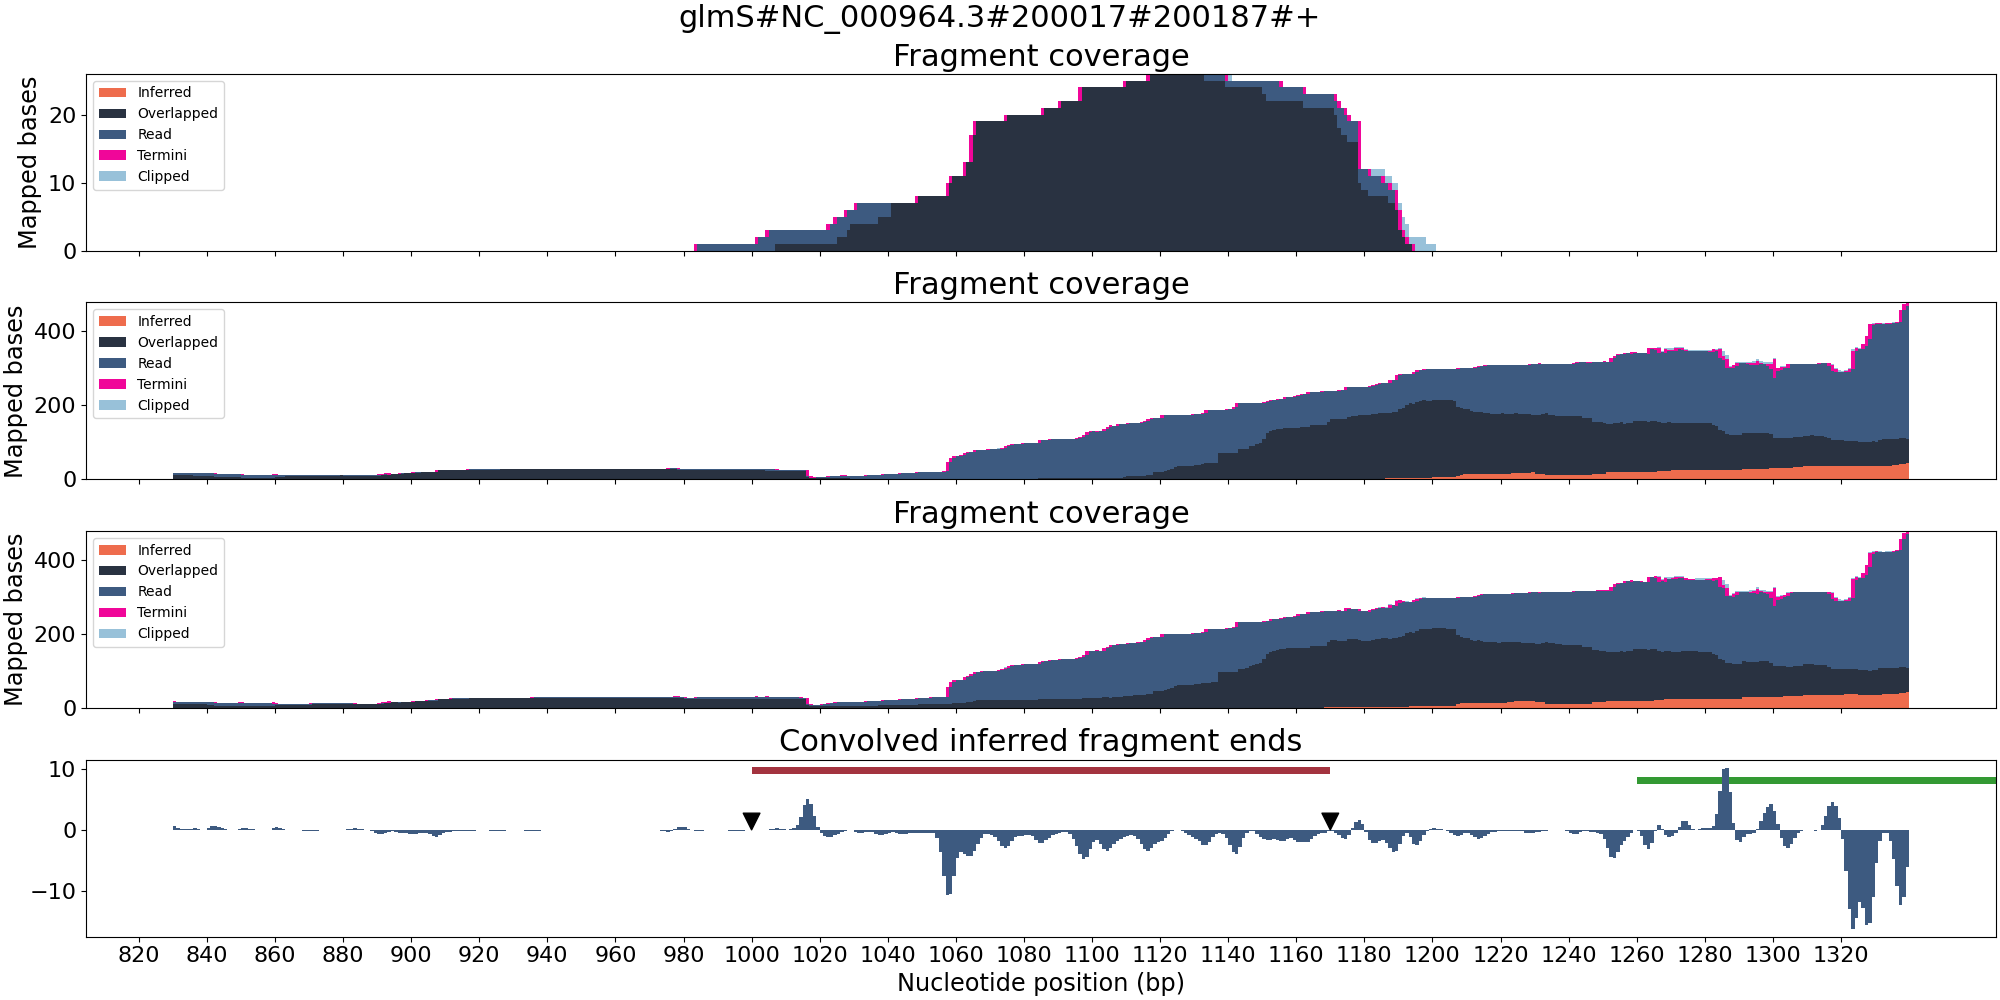 glmS#NC_000964.3#200017#200187#+
Fragment coverage
Mapped bases
20
10
0
Inferred
Overlapped
Read
Termini
Clipped
Fragment coverage
Mapped bases
400
200
0
Inferred
Overlapped
Read
Termini
Clipped
Fragment coverage
Mapped bases
400
200
0
Inferred
Overlapped
Read
Termini
Clipped
Convolved inferred fragment ends
10
0
−10
820 840 860 880 900 920 940 960 980 1000 1020 1040 1060 1080 1100 1120 1140 1160 1180 1200 1220 1240 1260 1280 1300 1320
Nucleotide position (bp)